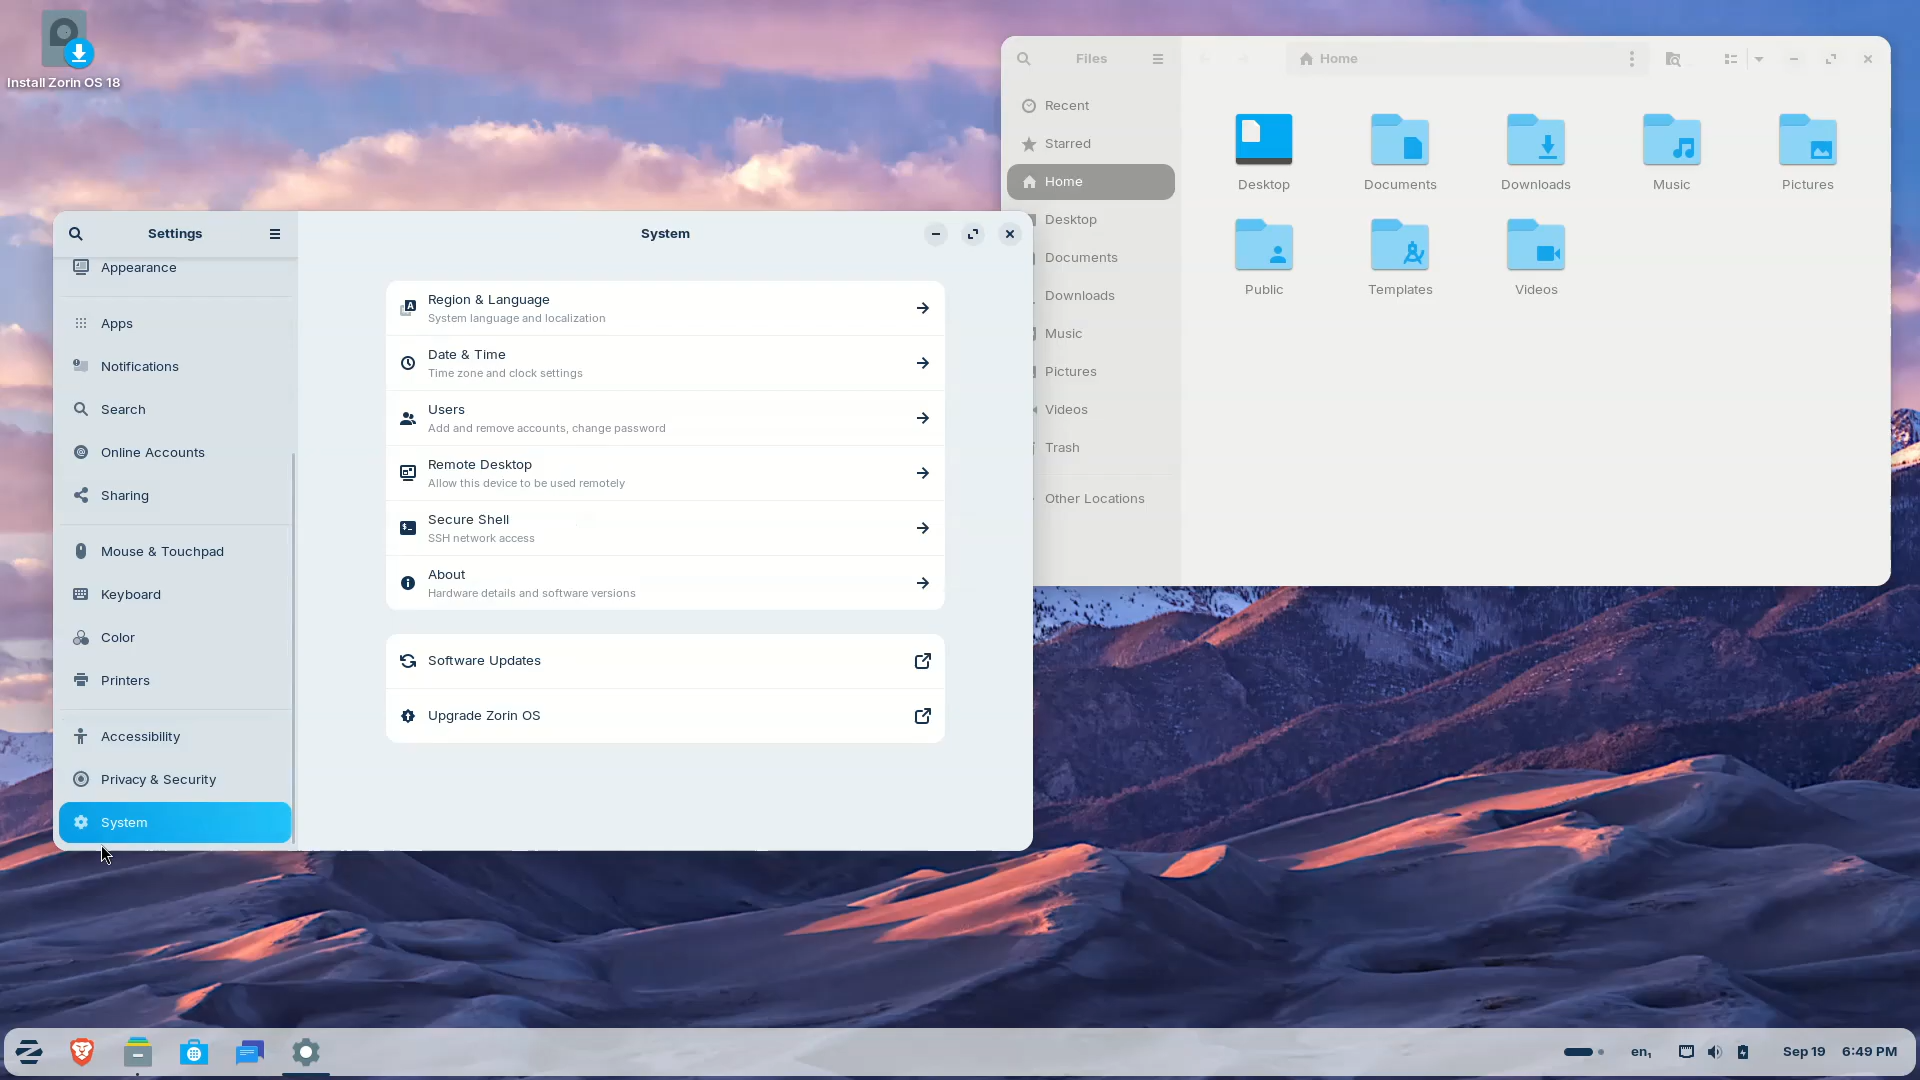 Install Zorin OS 18
Files
Home
Recent
Starred
Home
Desktop
Documents
Downloads
Music
Pictures
Videos
Trash
Other Locations
Desktop
Documents
Downloads
Music
Pictures
Public
Templates
Videos
Settings
Appearance
Apps
Notifications
Search
Online Accounts
Sharing
Mouse & Touchpad
Keyboard
Color
Printers
Accessibility
Privacy & Security
System
System
Region & Language
System language and localization
Date & Time
Time zone and clock settings
Users
Add and remove accounts, change password
Remote Desktop
Allow this device to be used remotely
Secure Shell
SSH network access
About
Hardware details and software versions
Software Updates
Upgrade Zorin OS
en₁
Sep 19 6:49 PM